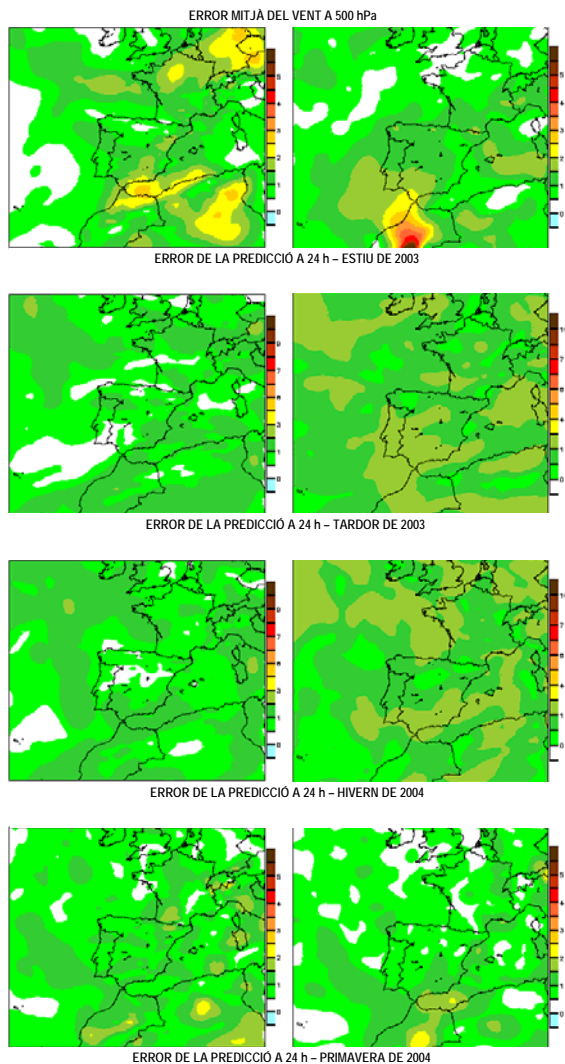 ERROR MITJÀ DEL VENT A 500 hPa
ERROR DE LA PREDICCIÓ A 24 h – ESTIU DE 2003
ERROR DE LA PREDICCIÓ A 24 h – TARDOR DE 2003
ERROR DE LA PREDICCIÓ A 24 h – HIVERN DE 2004
ERROR DE LA PREDICCIÓ A 24 h – PRIMAVERA DE 2004